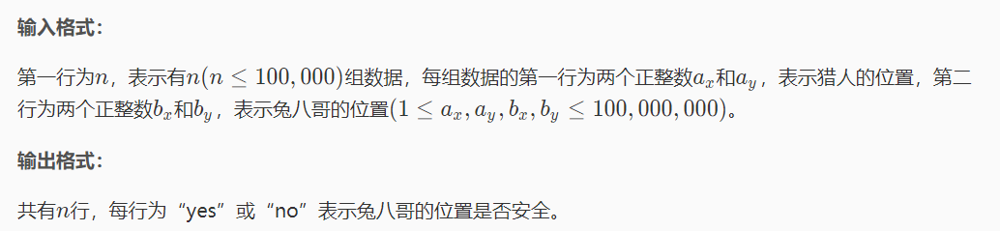 输入格式：
第一行为n，表示有n(n ≤ 100,000)组数据，每组数据的第一行为两个正整数aₓ和a_y，表示猎人的位置，第二
行为两个正整数bₓ和b_y，表示兔八哥的位置(1 ≤ aₓ, a_y, bₓ, b_y ≤ 100,000,000)。
输出格式：
共有n行，每行为“yes”或“no”表示兔八哥的位置是否安全。